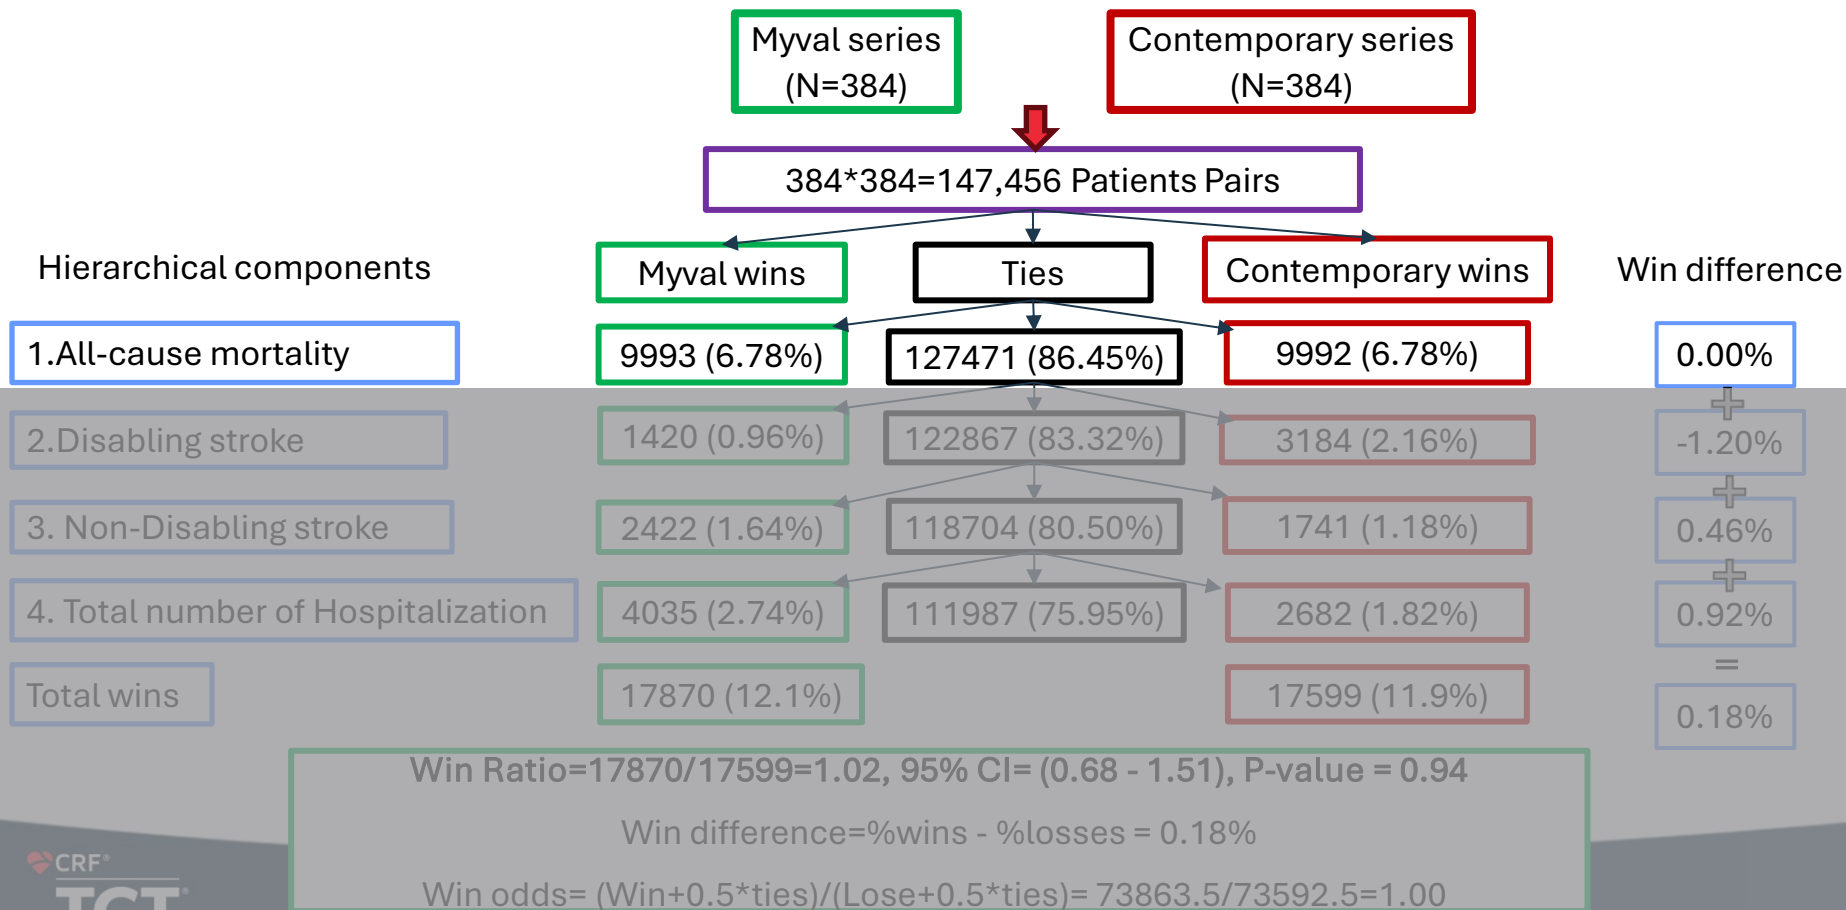 Myval series
(N=384)
Contemporary series
(N=384)
384*384=147,456 Patients Pairs
Hierarchical components
Myval wins
Ties
Contemporary wins
Win difference
1.All-cause mortality
9993 (6.78%)
127471 (86.45%)
9992 (6.78%)
0.00%
+
2.Disabling stroke
1420 (0.96%)
122867 (83.32%)
3184 (2.16%)
-1.20%
+
3. Non-Disabling stroke
2422 (1.64%)
118704 (80.50%)
1741 (1.18%)
0.46%
+
4. Total number of Hospitalization
4035 (2.74%)
111987 (75.95%)
2682 (1.82%)
0.92%
=
Total wins
17870 (12.1%)
17599 (11.9%)
0.18%
Win Ratio=17870/17599=1.02, 95% CI= (0.68 - 1.51), P-value = 0.94
Win difference=%wins - %losses = 0.18%
Win odds= (Win+0.5*ties)/(Lose+0.5*ties)= 73863.5/73592.5=1.00
CRF®
TCT®